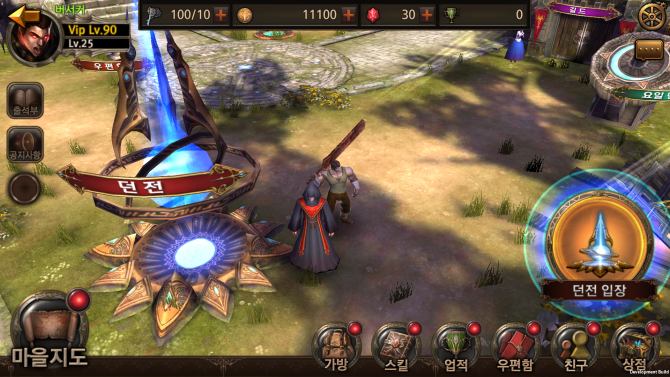 버서커
Vip Lv.90
Lv.25
100/10
11100
30
0
길드
우편
요일
출석부
공지사항
던전
던전 입장
마을지도
가방
스킬
업적
우편함
친구
상점
Development Build